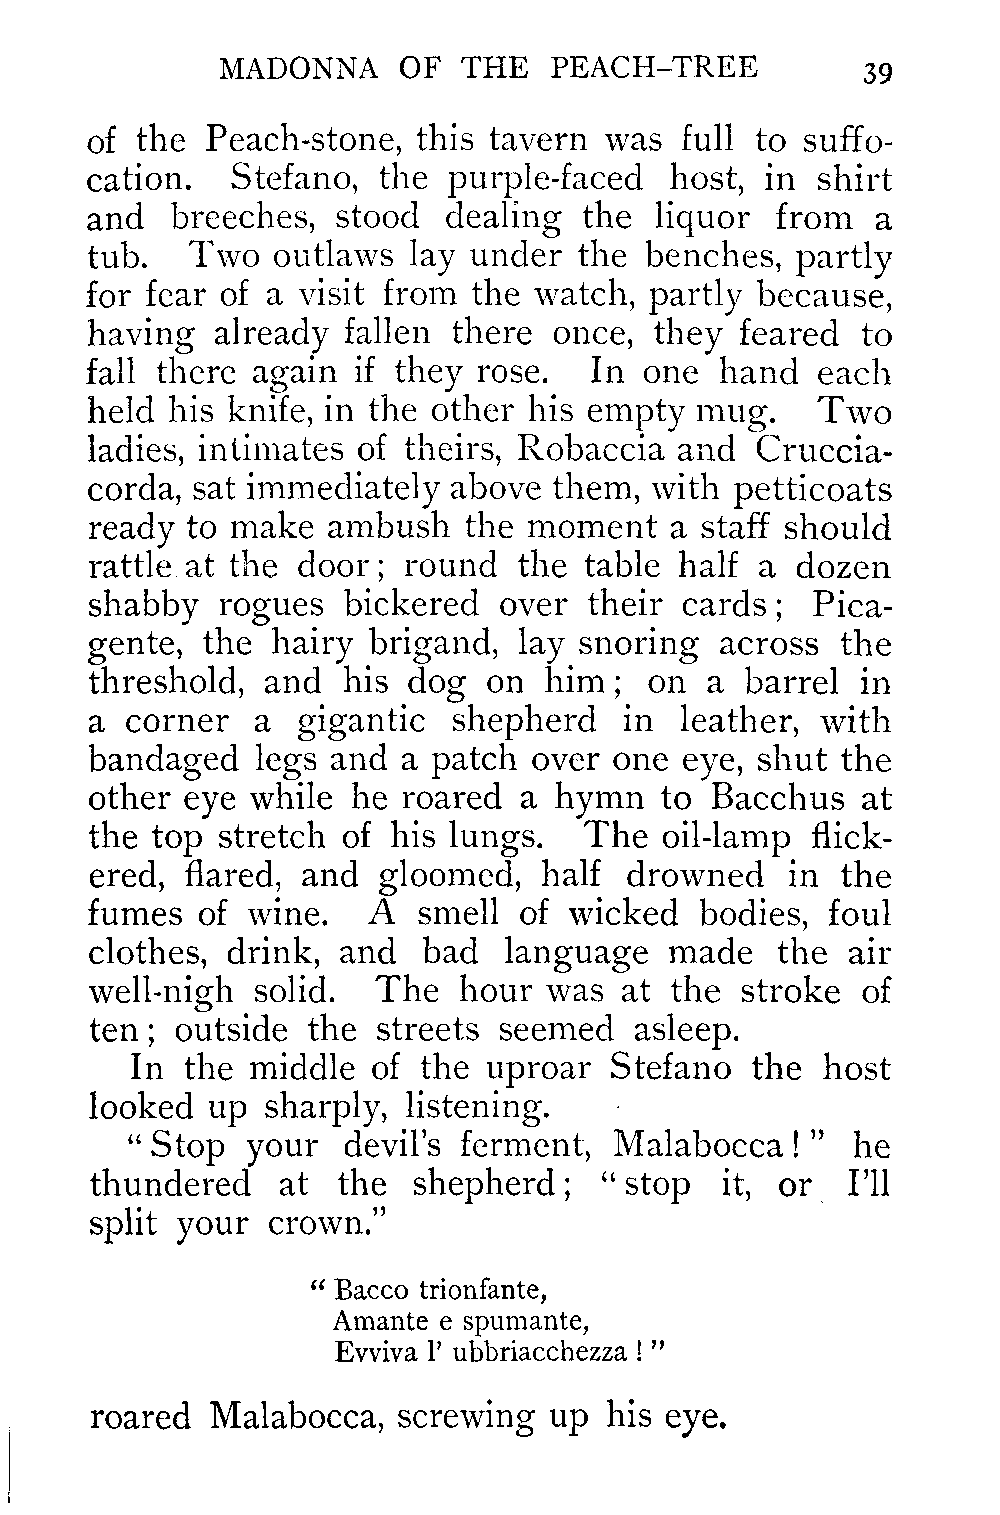 MADONNA OF THE PEACH-TREE 39
of the Peach-stone, this tavern was full to suffo-
cation. Stefano, the purple-faced host, in shirt
and breeches, stood dealing the liquor from a
tub. Two outlaws lay under the benches, partly
for fear of a visit from the watch, partly because,
having already fallen there once, they feared to
fall there again if they rose. In one hand each
held his knife, in the other his empty mug. Two
ladies, intimates of theirs, Robaccia and Cruccia-
corda, sat immediately above them, with petticoats
ready to make ambush the moment a staff should
rattle at the door; round the table half a dozen
shabby rogues bickered over their cards; Pica-
gente, the hairy brigand, lay snoring across the
threshold, and his dog on him; on a barrel in
a corner a gigantic shepherd in leather, with
bandaged legs and a patch over one eye, shut the
other eye while he roared a hymn to Bacchus at
the top stretch of his lungs. The oil-lamp flick-
ered, flared, and gloomed, half drowned in the
fumes of wine. A smell of wicked bodies, foul
clothes, drink, and bad language made the air
well-nigh solid. The hour was at the stroke of
ten; outside the streets seemed asleep.
In the middle of the uproar Stefano the host
looked up sharply, listening.
"Stop your devil's ferment, Malabocca!" he
thundered at the shepherd; "stop it, or I'll
split your crown."
"Bacco trionfante,
Amante e spumante,
Evviva l' ubbriacchezza!"
roared Malabocca, screwing up his eye.